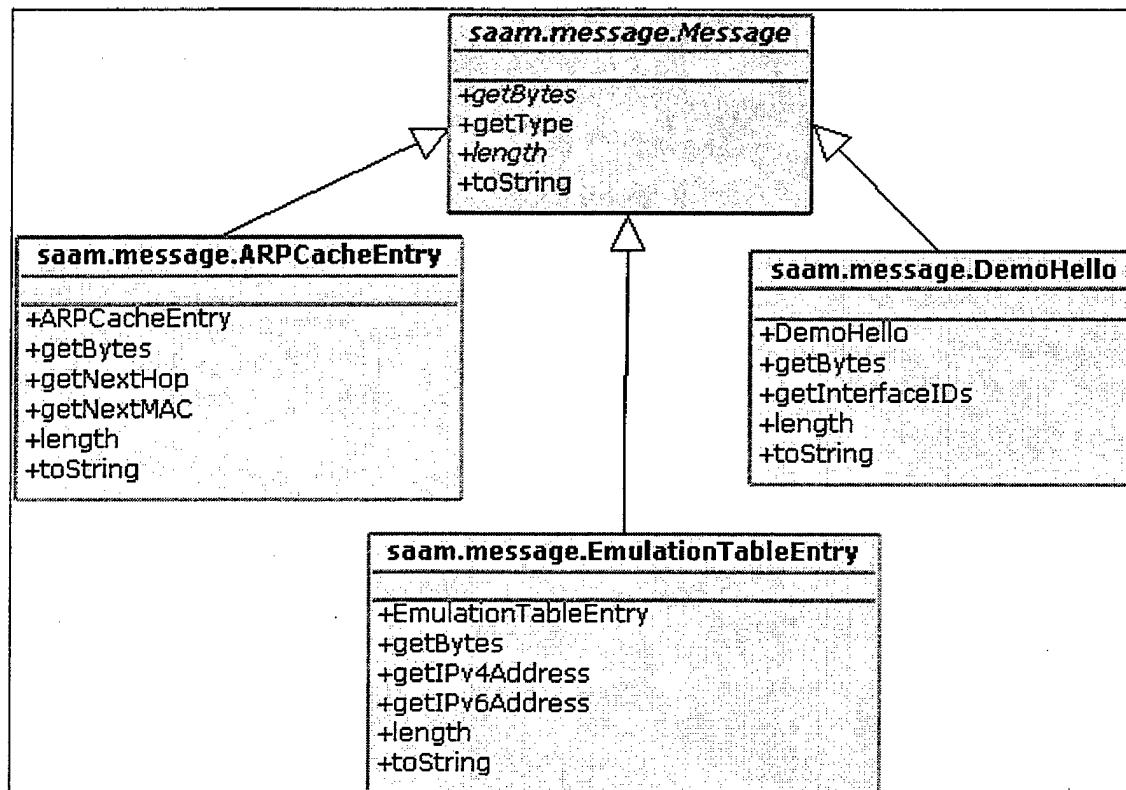 saam.message.Message
+getBytes
+getType
+length
+toString
saam.message.ARPCacheEntry
+ARPCacheEntry
+getBytes
+getNextHop
+getNextMAC
+length
+toString
saam.message.DemoHello
+DemoHello
+getBytes
+getInterfaceIDs
+length
+toString
saam.message.EmulationTableEntry
+EmulationTableEntry
+getBytes
+getIPv4Address
+getIPv6Address
+length
+toString